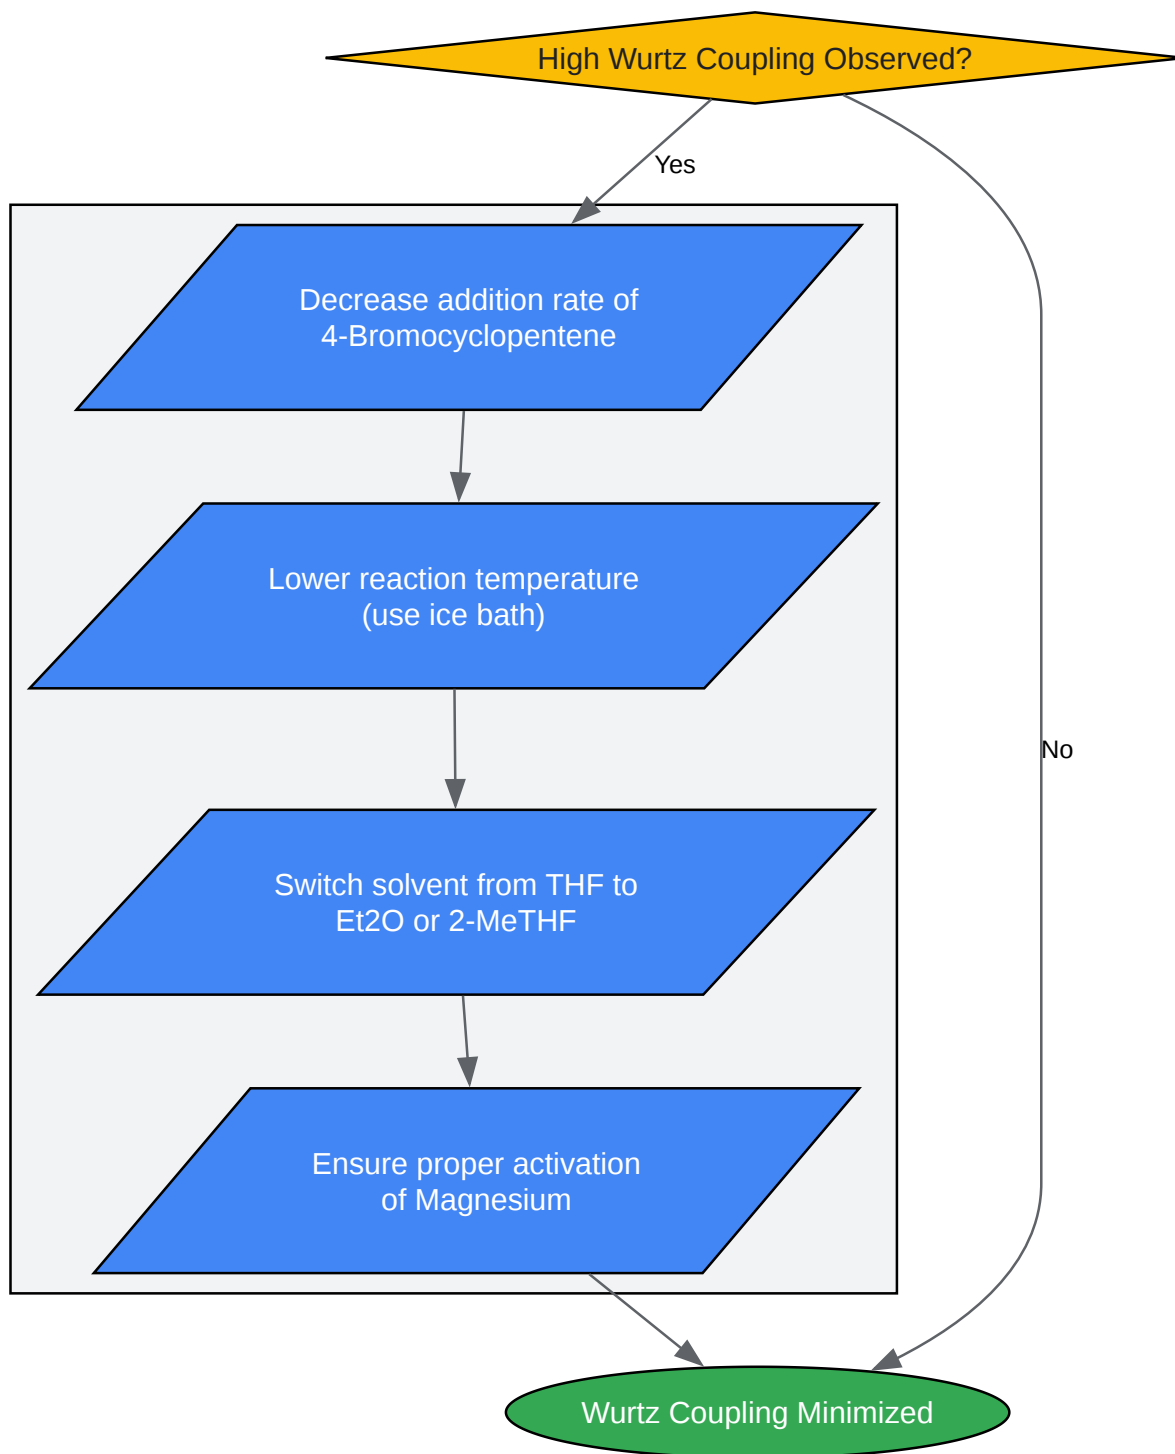 High Wurtz Coupling Observed?
Yes
Decrease addition rate of
4-Bromocyclopentene
Lower reaction temperature
(use ice bath)
No
Switch solvent from THF to
Et2O or 2-MeTHF
Ensure proper activation
of Magnesium
Wurtz Coupling Minimized